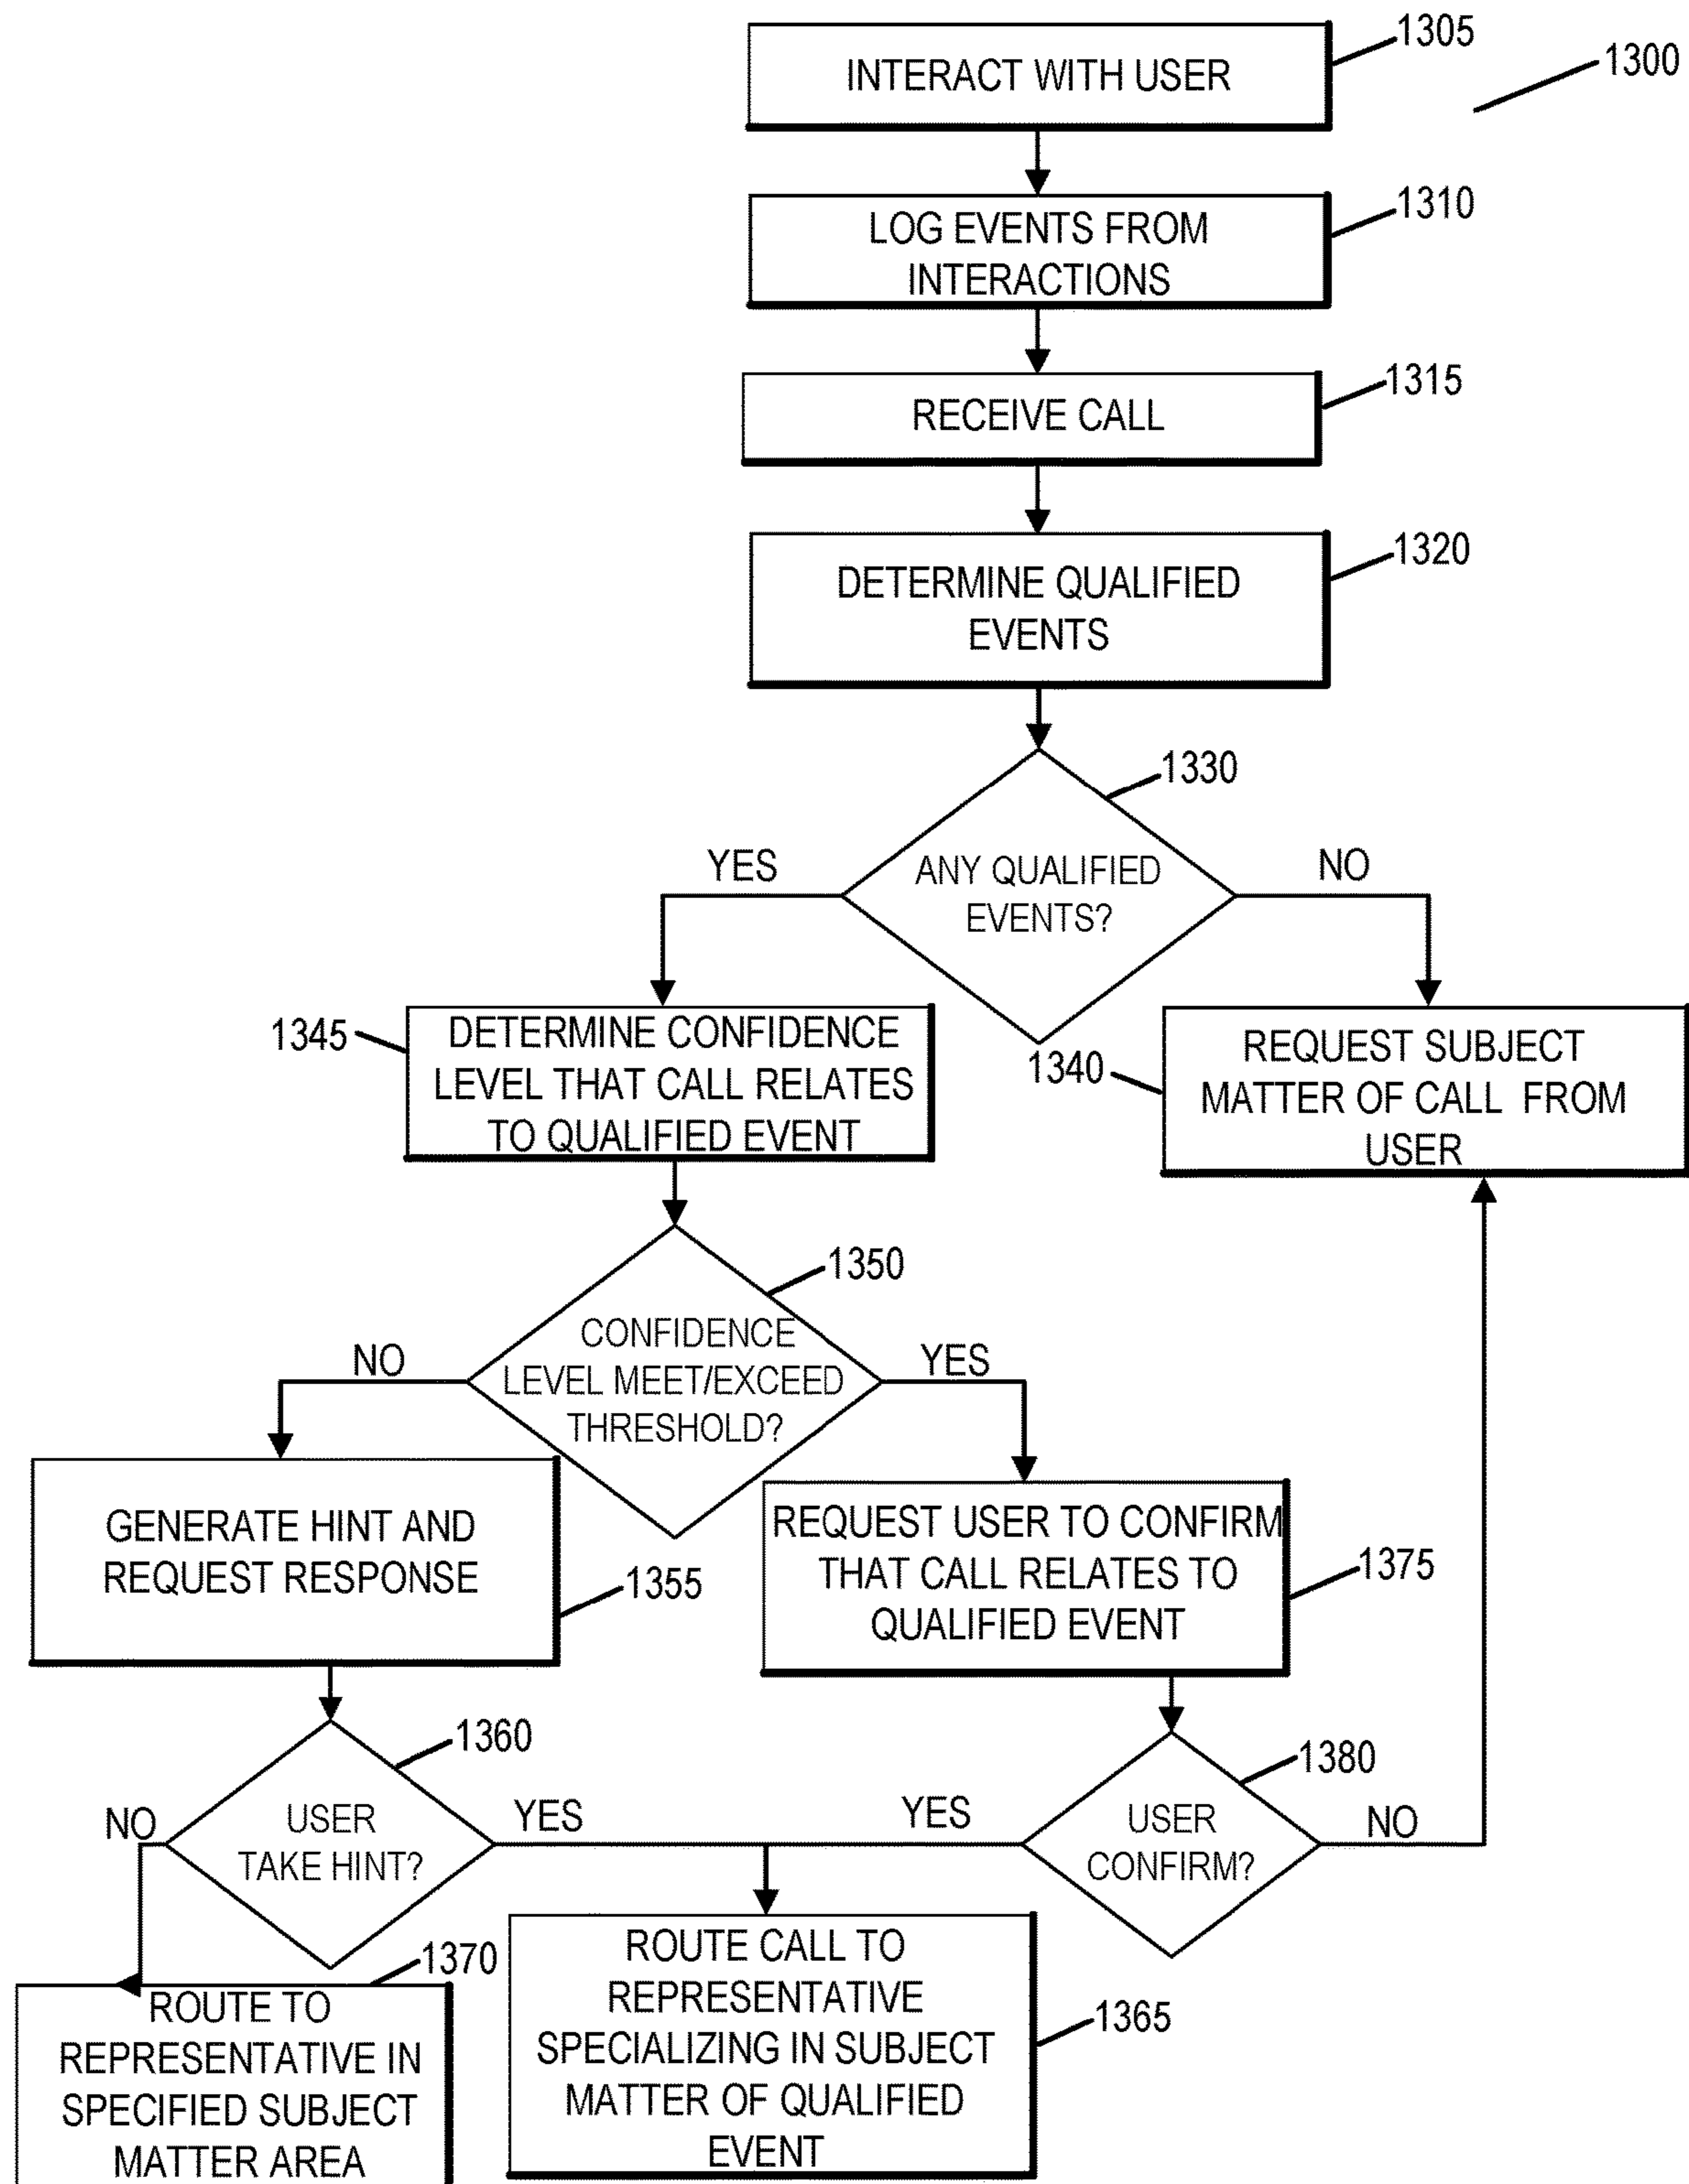 1305
1300
INTERACT WITH USER
1310
LOG EVENTS FROM
INTERACTIONS
1315
RECEIVE CALL
1320
DETERMINE QUALIFIED
EVENTS
1330
YES
ANY QUALIFIED
EVENTS?
NO
1345
DETERMINE CONFIDENCE
LEVEL THAT CALL RELATES
TO QUALIFIED EVENT
1340
REQUEST SUBJECT
MATTER OF CALL FROM
USER
1350
NO
CONFIDENCE
LEVEL MEET/EXCEED
THRESHOLD?
YES
GENERATE HINT AND
REQUEST RESPONSE
1355
REQUEST USER TO CONFIRM
THAT CALL RELATES TO
QUALIFIED EVENT
1375
1360
NO
USER
TAKE HINT?
YES
1380
YES
USER
CONFIRM?
NO
1370
ROUTE TO
REPRESENTATIVE IN
SPECIFIED SUBJECT
MATTER AREA
ROUTE CALL TO
REPRESENTATIVE
SPECIALIZING IN SUBJECT
MATTER OF QUALIFIED
EVENT
1365